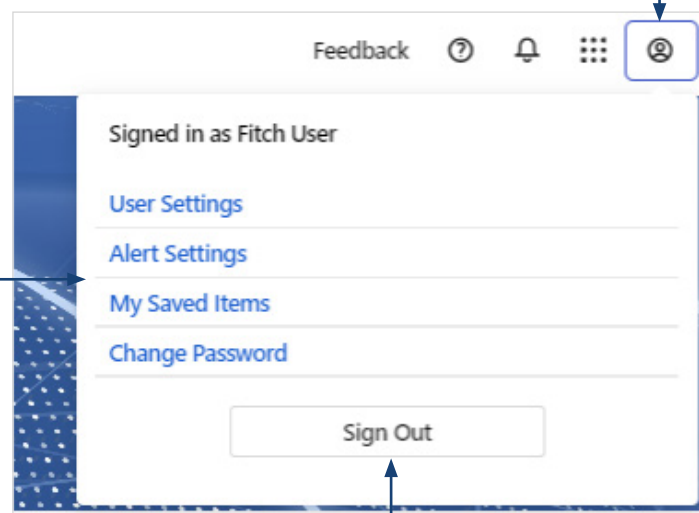 Feedback
Signed in as Fitch User
User Settings
Alert Settings
My Saved Items
Change Password
Sign Out